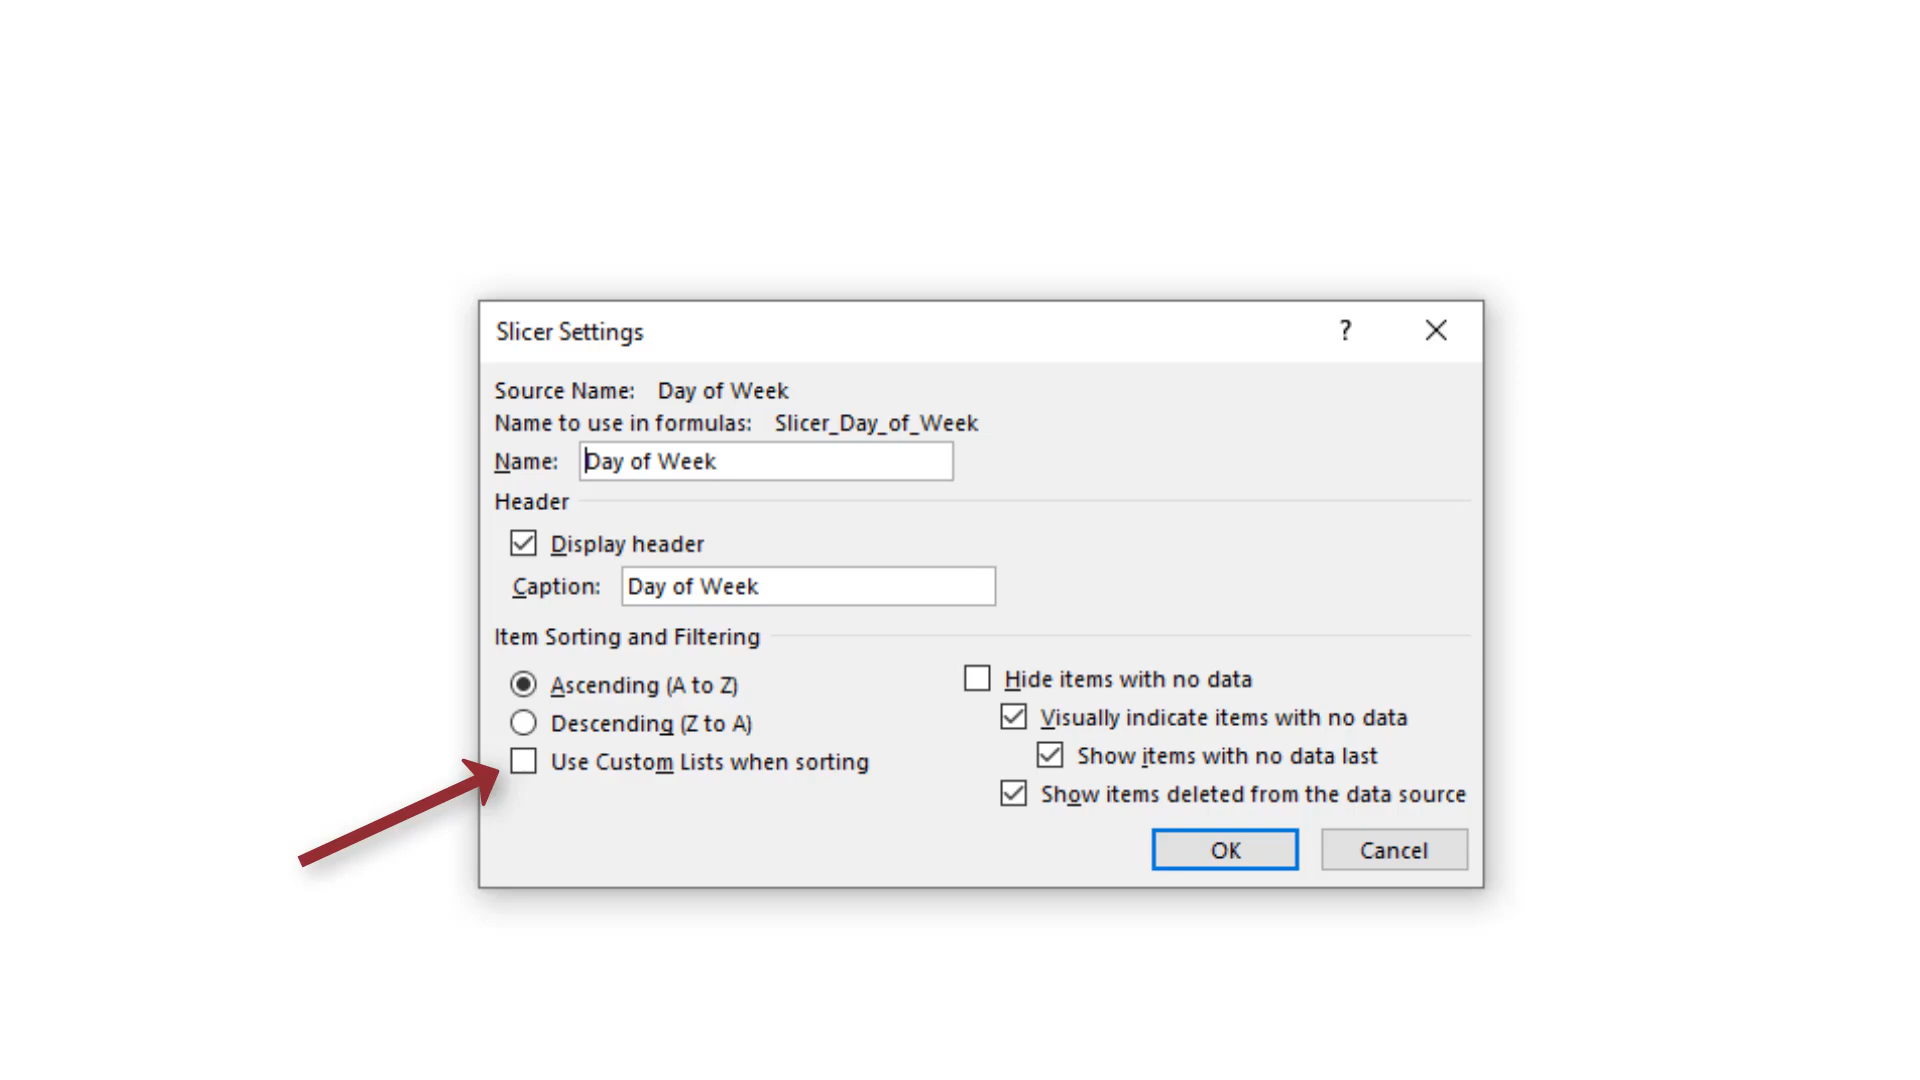 Slicer Settings ?
Source Name: Day of Week
Name to use in formulas: Slicer_Day_of_Week
Name: Day of Week
Header
Display header
Caption: Day of Week
Item Sorting and Filtering
Ascending (A to Z)
Descending (Z to A)
Use Custom Lists when sorting
Hide items with no data
Visually indicate items with no data
Show items with no data last
Show items deleted from the data source
OK Cancel